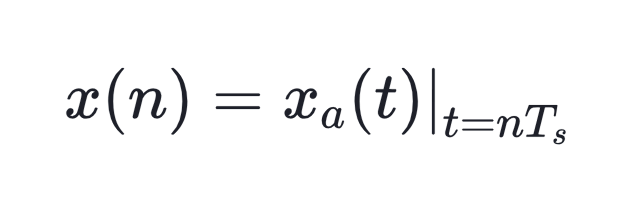 x(n) = x_a(t)|_{t=nT_s}